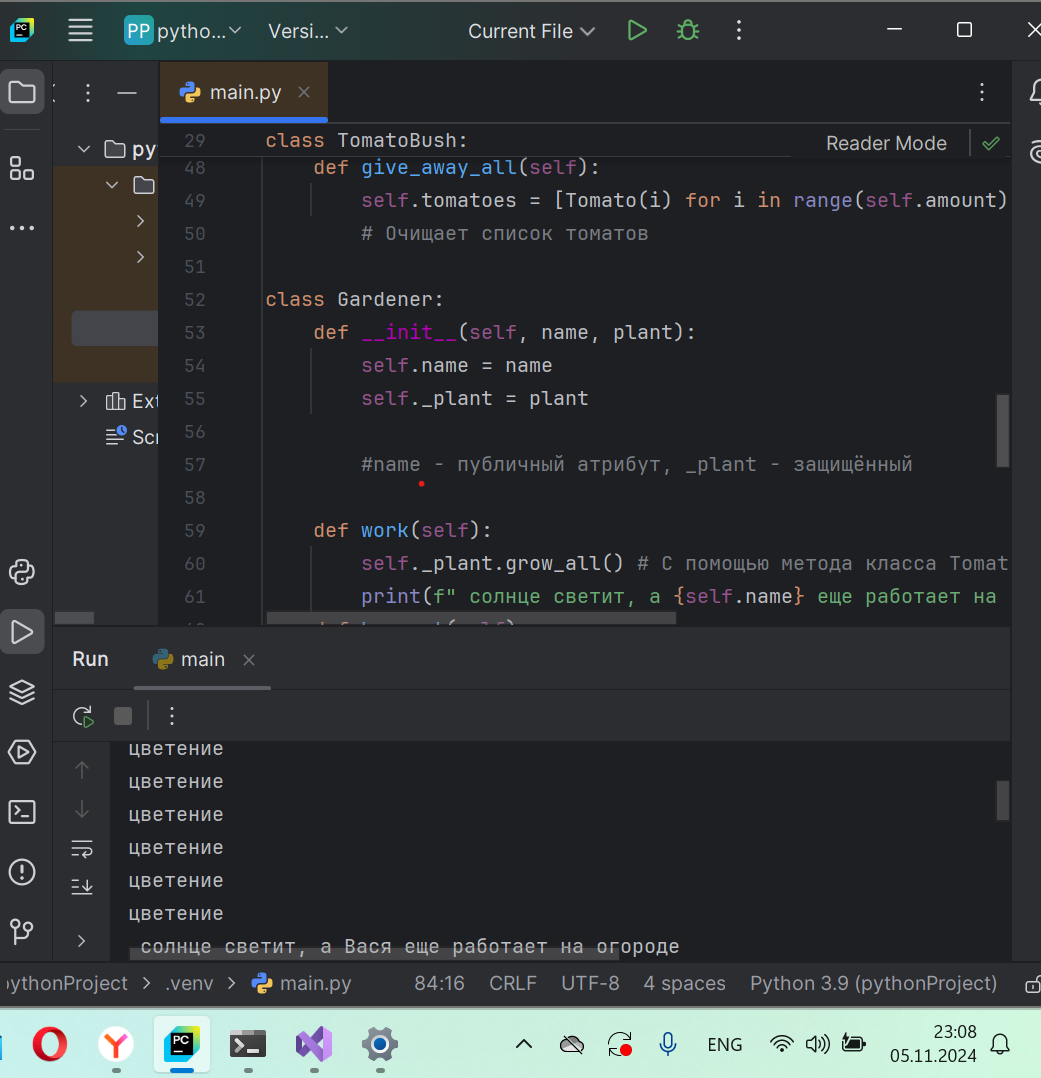 PP pytho... Versi... Current File
main.py
29 class TomatoBush: Reader Mode
48 def give_away_all(self):
49 self.tomatoes = [Tomato(i) for i in range(self.amount)
50 # Очищает список томатов
51
52 class Gardener:
53 def __init__(self, name, plant):
54 self.name = name
55 self._plant = plant
56
57 #name - публичный атрибут, _plant - защищённый
58
59 def work(self):
60 self._plant.grow_all() # С помощью метода класса Tomat
61 print(f" солнце светит, а {self.name} еще работает на
py
Ext
Scr
Run main
цветение
цветение
цветение
цветение
цветение
цветение
солнце светит, а Вася еще работает на огороде
pythonProject > .venv > main.py 84:16 CRLF UTF-8 4 spaces Python 3.9 (pythonProject)
ENG 23:08
05.11.2024